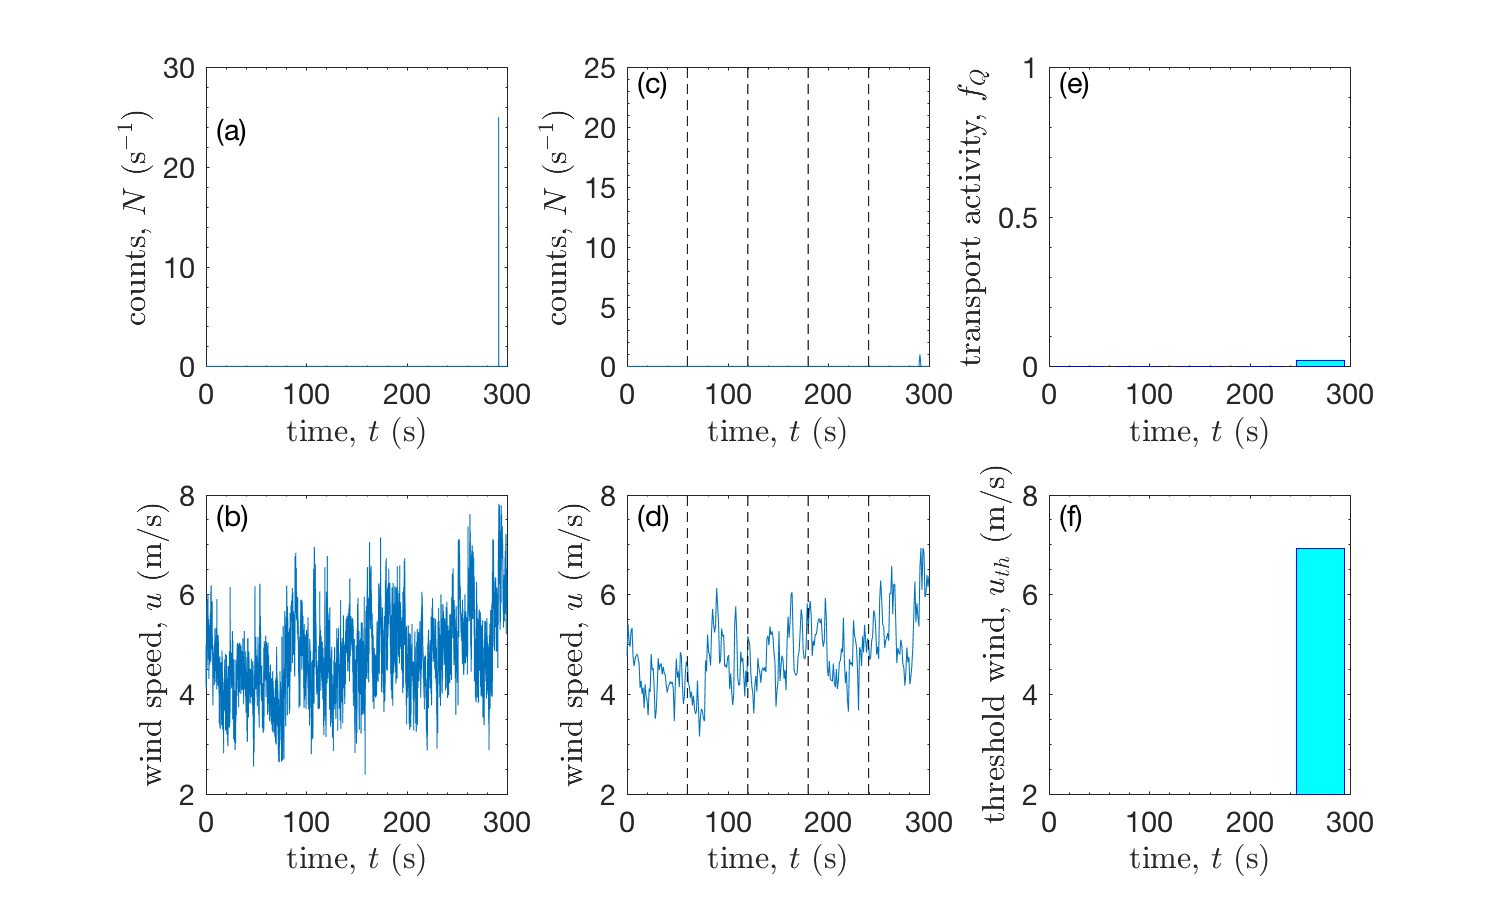 (a)
counts, N (s⁻¹)
30
20
10
0
0 100 200 300
time, t (s)
(c)
counts, N (s⁻¹)
25
20
15
10
5
0
0 100 200 300
time, t (s)
(e)
transport activity, f_Q
1
0.5
0
0 100 200 300
time, t (s)
(b)
wind speed, u (m/s)
8
6
4
2
0 100 200 300
time, t (s)
(d)
wind speed, u (m/s)
8
6
4
2
0 100 200 300
time, t (s)
(f)
threshold wind, u_th (m/s)
8
6
4
2
0 100 200 300
time, t (s)